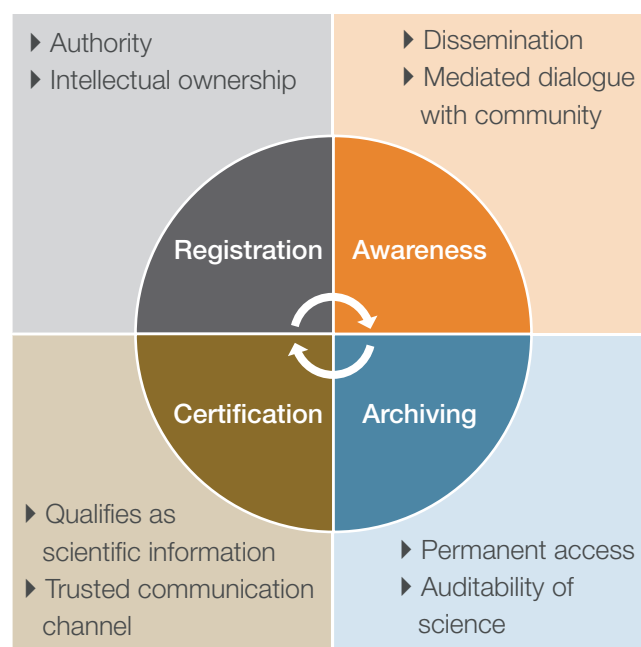 Authority
Intellectual ownership
Dissemination
Mediated dialogue
with community
Registration
Awareness
Certification
Archiving
Qualifies as
scientific information
Trusted communication
channel
Permanent access
Auditability of
science